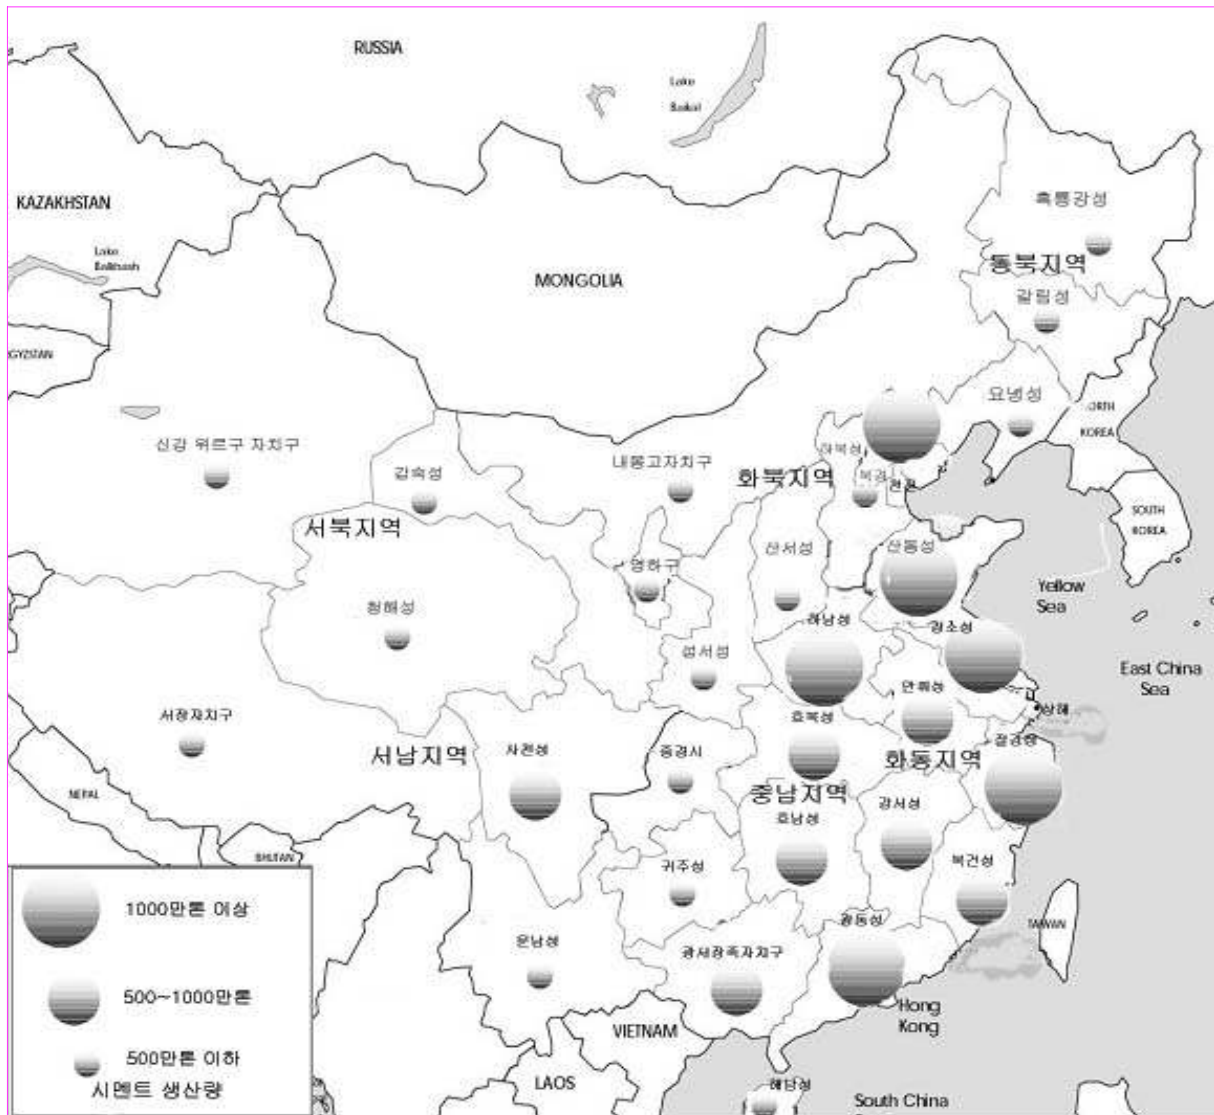 RUSSIA
Lake
Baikal
KAZAKHSTAN
Lake
Balkhash
MONGOLIA
흑룡강성
동북지역
길림성
GYZSTAN
요녕성
NORTH
KOREA
신강 위르구 자치구
감속성
내몽고자치구
화북지역
하북성
북경
천진
서북지역
SOUTH
KOREA
산서성
산동성
영하구
Yellow
Sea
청해성
하남성
강소성
섬서성
East China
Sea
안휘성
서장자치구
상해
호북성
절강성
서남지역
사천성
중경시
화동지역
중남지역
NEPAL
강서성
호남성
BHUTAN
귀주성
복건성
1000만톤 이상
TAIWAN
광동성
운남성
광서장족자치구
500~1000만톤
Hong
Kong
VIETNAM
500만톤 이하
시멘트 생산량
LAOS
해남성
South China